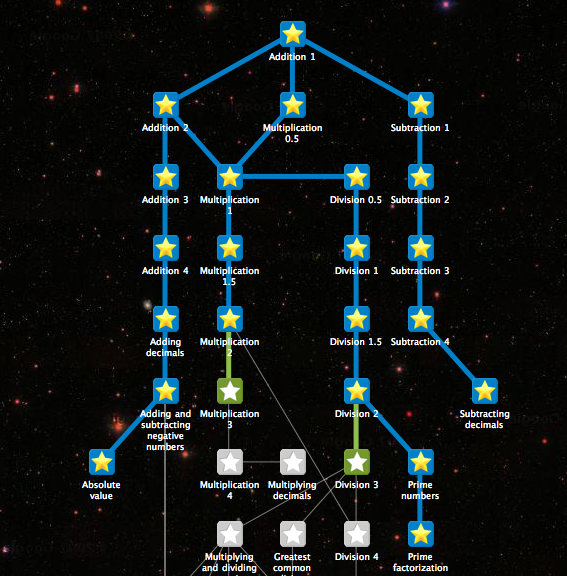 Addition 1
Addition 2
Multiplication
0.5
Subtraction 1
Addition 3
Multiplication
1
Division 0.5
Subtraction 2
Addition 4
Multiplication
1.5
Division 1
Subtraction 3
Adding
decimals
Multiplication
2
Division 1.5
Subtraction 4
Adding and
subtracting
negative
numbers
Multiplication
3
Division 2
Subtracting
decimals
Absolute
value
Multiplication
4
Multiplying
decimals
Division 3
Prime
numbers
Multiplying
and dividing
Greatest
common
Division 4
Prime
factorization